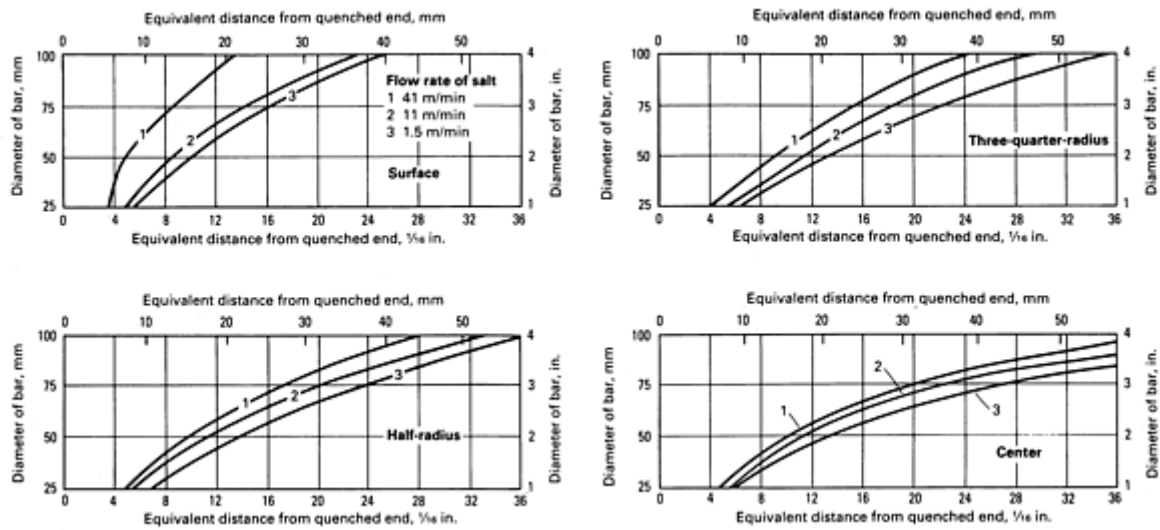 Equivalent distance from quenched end, mm
0 10 20 30 40 50
100 4
75 3
50 2
25 1
Diameter of bar, mm
Diameter of bar, in.
Flow rate of salt
1 41 m/min
2 11 m/min
3 1.5 m/min
1
2
3
Surface
0 4 8 12 16 20 24 28 32 36
Equivalent distance from quenched end, 1⁄16 in.
Equivalent distance from quenched end, mm
0 10 20 30 40 50
100 4
75 3
50 2
25 1
Diameter of bar, mm
Diameter of bar, in.
1
2
3
Three-quarter-radius
0 4 8 12 16 20 24 28 32 36
Equivalent distance from quenched end, 1⁄16 in.
Equivalent distance from quenched end, mm
0 10 20 30 40 50
100 4
75 3
50 2
25 1
Diameter of bar, mm
Diameter of bar, in.
1
2
3
Half-radius
0 4 8 12 16 20 24 28 32 36
Equivalent distance from quenched end, 1⁄16 in.
Equivalent distance from quenched end, mm
0 10 20 30 40 50
100 4
75 3
50 2
25 1
Diameter of bar, mm
Diameter of bar, in.
1
2
3
Center
0 4 8 12 16 20 24 28 32 36
Equivalent distance from quenched end, 1⁄16 in.